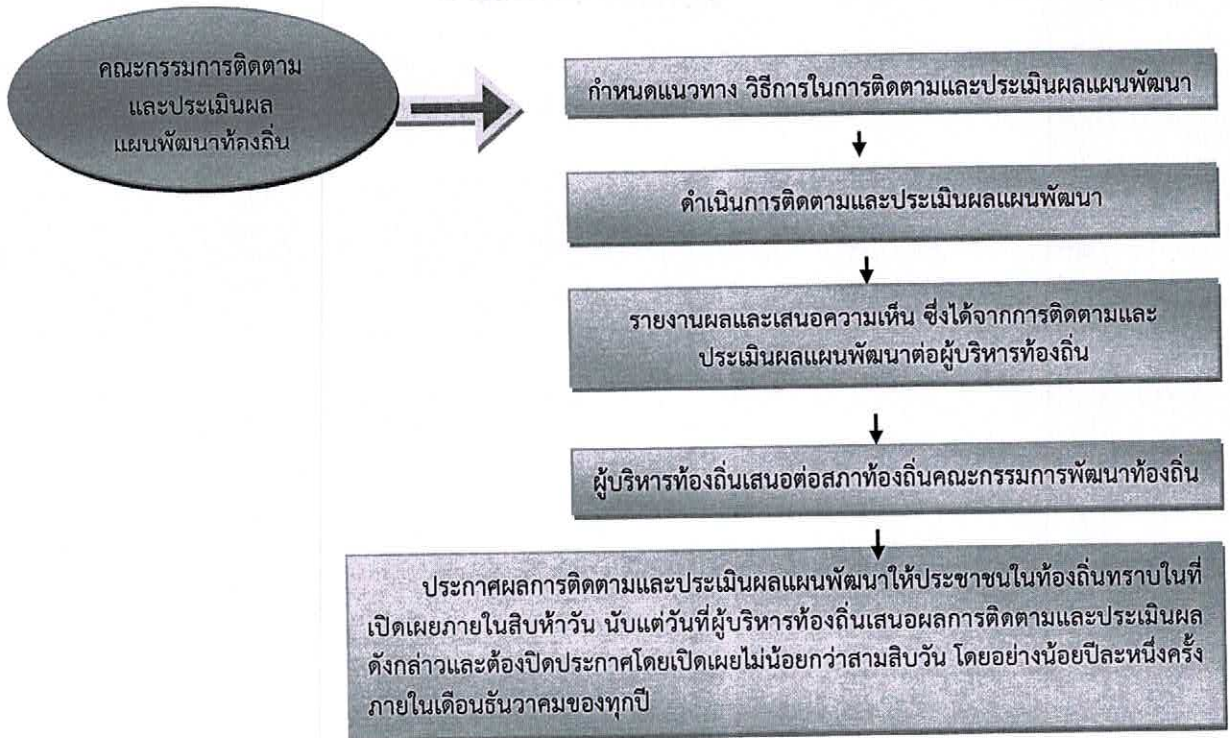 คณะกรรมการติดตาม
และประเมินผล
แผนพัฒนาท้องถิ่น
กำหนดแนวทาง วิธีการในการติดตามและประเมินผลแผนพัฒนา
ดำเนินการติดตามและประเมินผลแผนพัฒนา
รายงานผลและเสนอความเห็น ซึ่งได้จากการติดตามและ
ประเมินผลแผนพัฒนาต่อผู้บริหารท้องถิ่น
ผู้บริหารท้องถิ่นเสนอต่อสภาท้องถิ่นคณะกรรมการพัฒนาท้องถิ่น
ประกาศผลการติดตามและประเมินผลแผนพัฒนาให้ประชาชนในท้องถิ่นทราบในที่
เปิดเผยภายในสิบห้าวัน นับแต่วันที่ผู้บริหารท้องถิ่นเสนอผลการติดตามและประเมินผล
ดังกล่าวและต้องปิดประกาศโดยเปิดเผยไม่น้อยกว่าสามสิบวัน โดยอย่างน้อยปีละหนึ่งครั้ง
ภายในเดือนธันวาคมของทุกปี